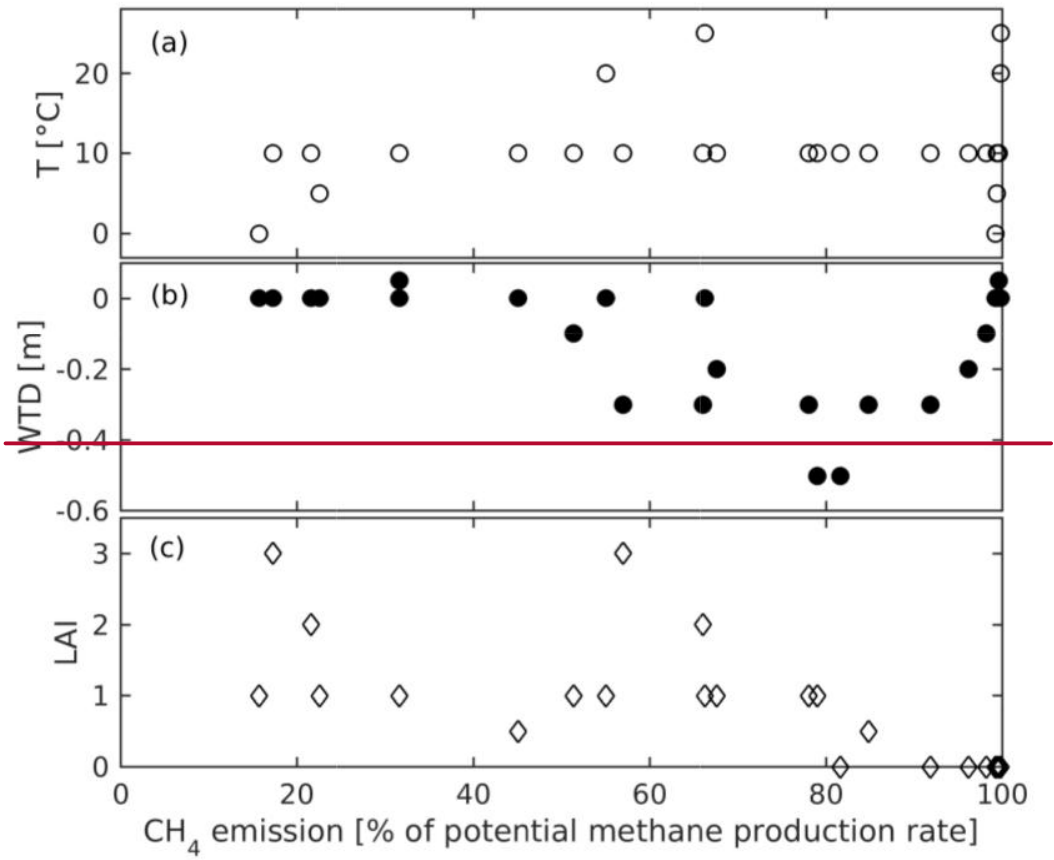 (a)
T [°C]
20
10
0
(b)
WTD [m]
0
-0.2
-0.4
-0.6
(c)
LAI
3
2
1
0
0 20 40 60 80 100
CH4 emission [% of potential methane production rate]